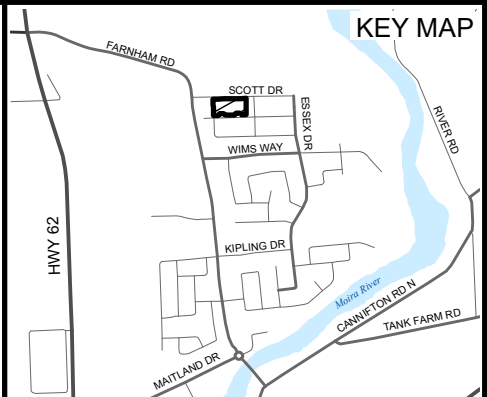 KEY MAP
FARNHAM RD
SCOTT DR
ESSEX DR
RIVER RD
WIMS WAY
HWY 62
KIPLING DR
Moira River
CANNIFTON RD N
TANK FARM RD
MAITLAND DR